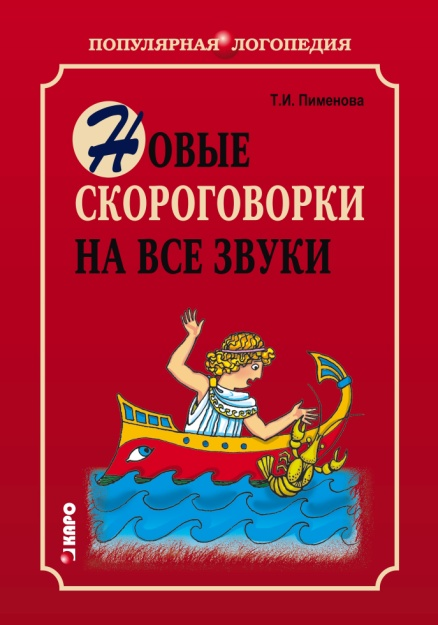 ПОПУЛЯРНАЯ ЛОГОПЕДИЯ
Т.И. Пименова
НОВЫЕ
СКОРОГОВОРКИ
НА ВСЕ ЗВУКИ
КАРО